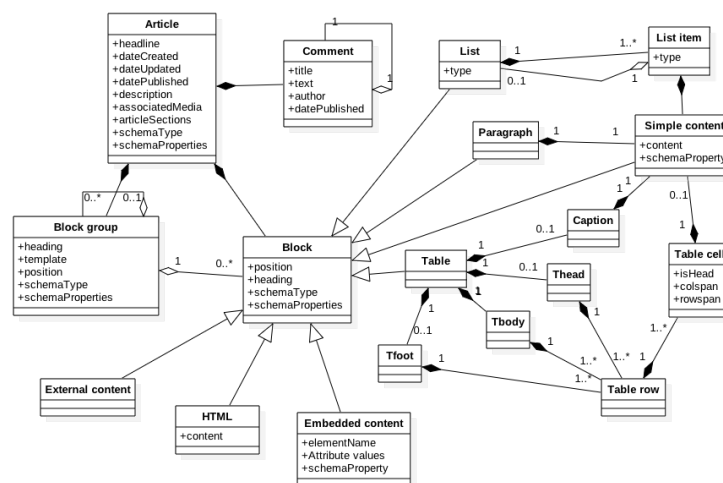 Article
+headline
+dateCreated
+dateUpdated
+datePublished
+description
+associatedMedia
+articleSections
+schemaType
+schemaProperties
1
Comment
+title
+text
+author
+datePublished
1
List
+type
1
1..*
0..1
1
List item
+type
Paragraph
1
1
Simple content
+content
+schemaProperty
1
1
0..1
Caption
1
0..1
Block group
+heading
+template
+position
+schemaType
+schemaProperties
0..*
0..1
1
0..*
Block
+position
+heading
+schemaType
+schemaProperties
Table
1
1
0..1
1
1
0..1
Thead
1
Tbody
1
1..*
1..*
Tfoot
1
1..*
Table cell
+isHead
+colspan
+rowspan
1
1..*
1
Table row
External content
HTML
+content
Embedded content
+elementName
+Attribute values
+schemaProperty